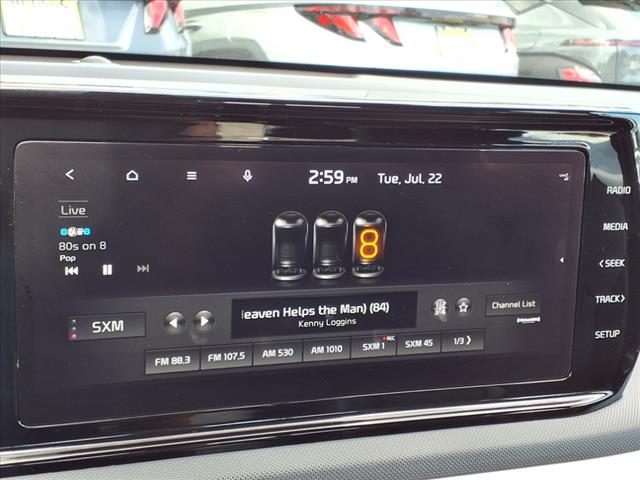 2:59 PM Tue, Jul. 22
Live
80s on 8
Pop
8
eaven Helps the Man) (84)
Kenny Loggins
SXM
Channel List
FM 88.3 FM 107.5 AM 530 AM 1010 SXM 1 REC SXM 45 1/3 >
RADIO
MEDIA
< SEEK
TRACK >
SETUP